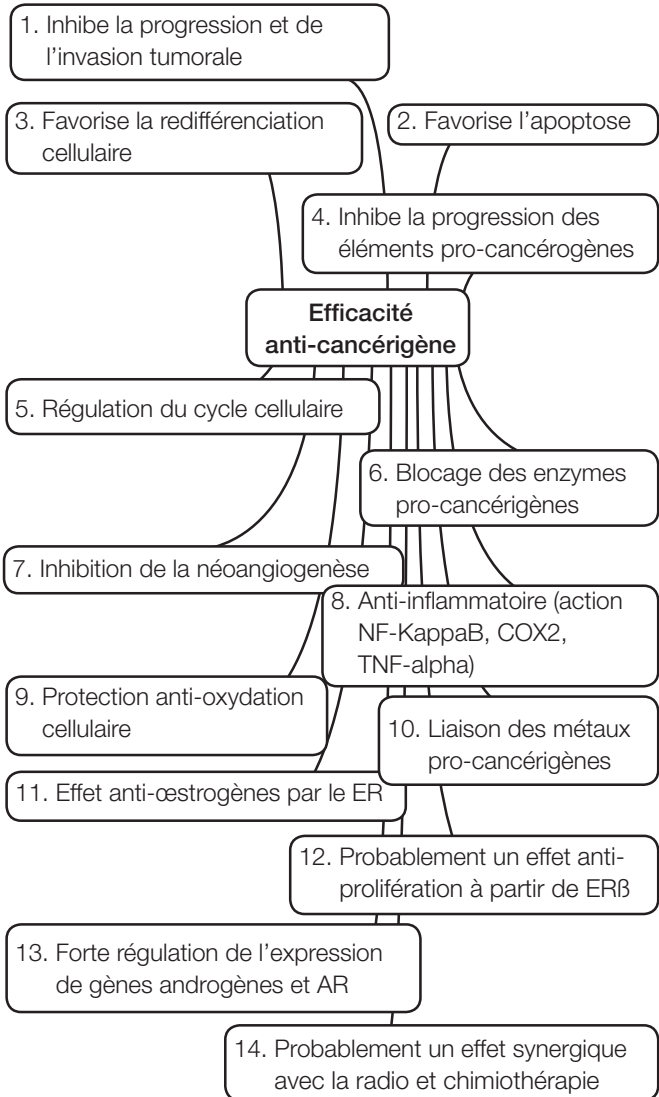 1. Inhibe la progression et de
l’invasion tumorale
3. Favorise la redifférenciation
cellulaire
2. Favorise l’apoptose
4. Inhibe la progression des
éléments pro-cancérogènes
Efficacité
anti-cancérigène
5. Régulation du cycle cellulaire
6. Blocage des enzymes
pro-cancérigènes
7. Inhibition de la néoangiogenèse
8. Anti-inflammatoire (action
NF-KappaB, COX2,
TNF-alpha)
9. Protection anti-oxydation
cellulaire
10. Liaison des métaux
pro-cancérigènes
11. Effet anti-œstrogènes par le ER
12. Probablement un effet anti-
prolifération à partir de ERß
13. Forte régulation de l’expression
de gènes androgènes et AR
14. Probablement un effet synergique
avec la radio et chimiothérapie